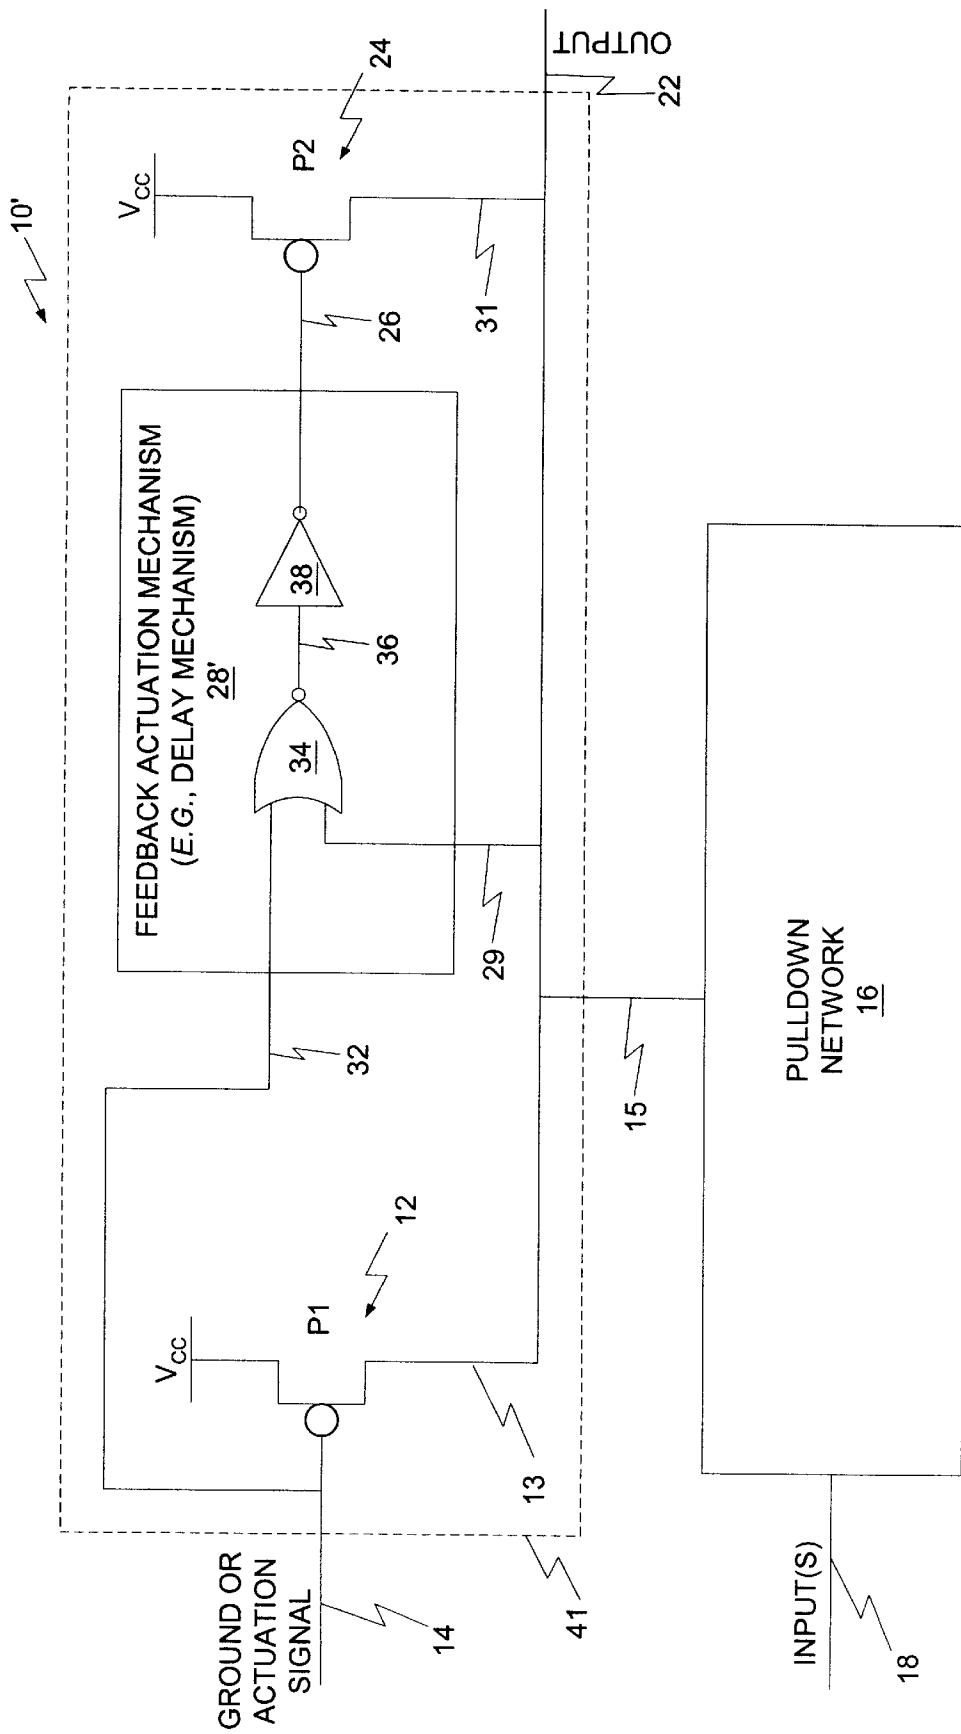 10'
GROUND OR
ACTUATION
SIGNAL
14
VCC
P1
12
13
41
32
FEEDBACK ACTUATION MECHANISM
(E.G., DELAY MECHANISM)
28'
34
36
38
29
26
VCC
P2
24
31
OUTPUT
22
15
PULLDOWN
NETWORK
16
INPUT(S)
18